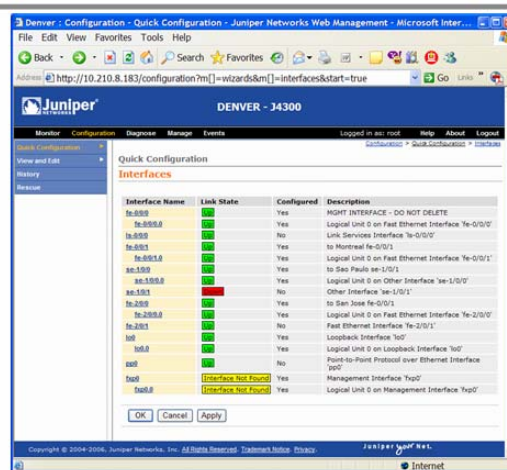 Denver : Configuration - Quick Configuration - Juniper Networks Web Management - Microsoft Inter...
File Edit View Favorites Tools Help
Back Search Favorites
Address http://10.210.8.183/configuration?m[]=wizards&m[]=interfaces&start=true Go Links
Juniper NETWORKS DENVER - J4300
Monitor Configuration Diagnose Manage Events Logged in as: root Help About Logout
Quick Configuration
View and Edit
History
Rescue
Configuration > Quick Configuration > Interfaces
Quick Configuration
Interfaces
Interface Name Link State Configured Description
fe-0/0/0 Up Yes MGMT INTERFACE - DO NOT DELETE
fe-0/0/0.0 Up Yes Logical Unit 0 on Fast Ethernet Interface 'fe-0/0/0'
ls-0/0/0 Up No Link Services Interface 'ls-0/0/0'
fe-0/0/1 Up Yes to Montreal fe-0/0/1
fe-0/0/1.0 Up Yes Logical Unit 0 on Fast Ethernet Interface 'fe-0/0/1'
se-1/0/0 Up Yes to Sao Paulo se-1/0/1
se-1/0/0.0 Up Yes Logical Unit 0 on Other Interface 'se-1/0/0'
se-1/0/1 No Other Interface 'se-1/0/1'
fe-2/0/0 Up Yes to San Jose fe-0/0/1
fe-2/0/0.0 Up Yes Logical Unit 0 on Fast Ethernet Interface 'fe-2/0/0'
fe-2/0/1 Up No Fast Ethernet Interface 'fe-2/0/1'
lo0 Up Yes Loopback Interface 'lo0'
lo0.0 Up Yes Logical Unit 0 on Loopback Interface 'lo0'
pp0 Up No Point-to-Point Protocol over Ethernet Interface 'pp0'
fxp0 Interface Not Found Yes Management Interface 'fxp0'
fxp0.0 Interface Not Found Yes Logical Unit 0 on Management Interface 'fxp0'
OK Cancel Apply
Copyright © 2004-2006, Juniper Networks, Inc. All Rights Reserved. Trademark Notice. Privacy. Juniper your Net.
Internet